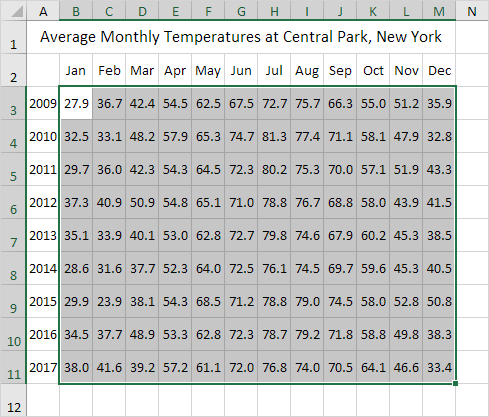 A B C D E F G H I J K L M N
1 Average Monthly Temperatures at Central Park, New York
2 Jan Feb Mar Apr May Jun Jul Aug Sep Oct Nov Dec
3 2009 27.9 36.7 42.4 54.5 62.5 67.5 72.7 75.7 66.3 55.0 51.2 35.9
4 2010 32.5 33.1 48.2 57.9 65.3 74.7 81.3 77.4 71.1 58.1 47.9 32.8
5 2011 29.7 36.0 42.3 54.3 64.5 72.3 80.2 75.3 70.0 57.1 51.9 43.3
6 2012 37.3 40.9 50.9 54.8 65.1 71.0 78.8 76.7 68.8 58.0 43.9 41.5
7 2013 35.1 33.9 40.1 53.0 62.8 72.7 79.8 74.6 67.9 60.2 45.3 38.5
8 2014 28.6 31.6 37.7 52.3 64.0 72.5 76.1 74.5 69.7 59.6 45.3 40.5
9 2015 29.9 23.9 38.1 54.3 68.5 71.2 78.8 79.0 74.5 58.0 52.8 50.8
10 2016 34.5 37.7 48.9 53.3 62.8 72.3 78.7 79.2 71.8 58.8 49.8 38.3
11 2017 38.0 41.6 39.2 57.2 61.1 72.0 76.8 74.0 70.5 64.1 46.6 33.4
12